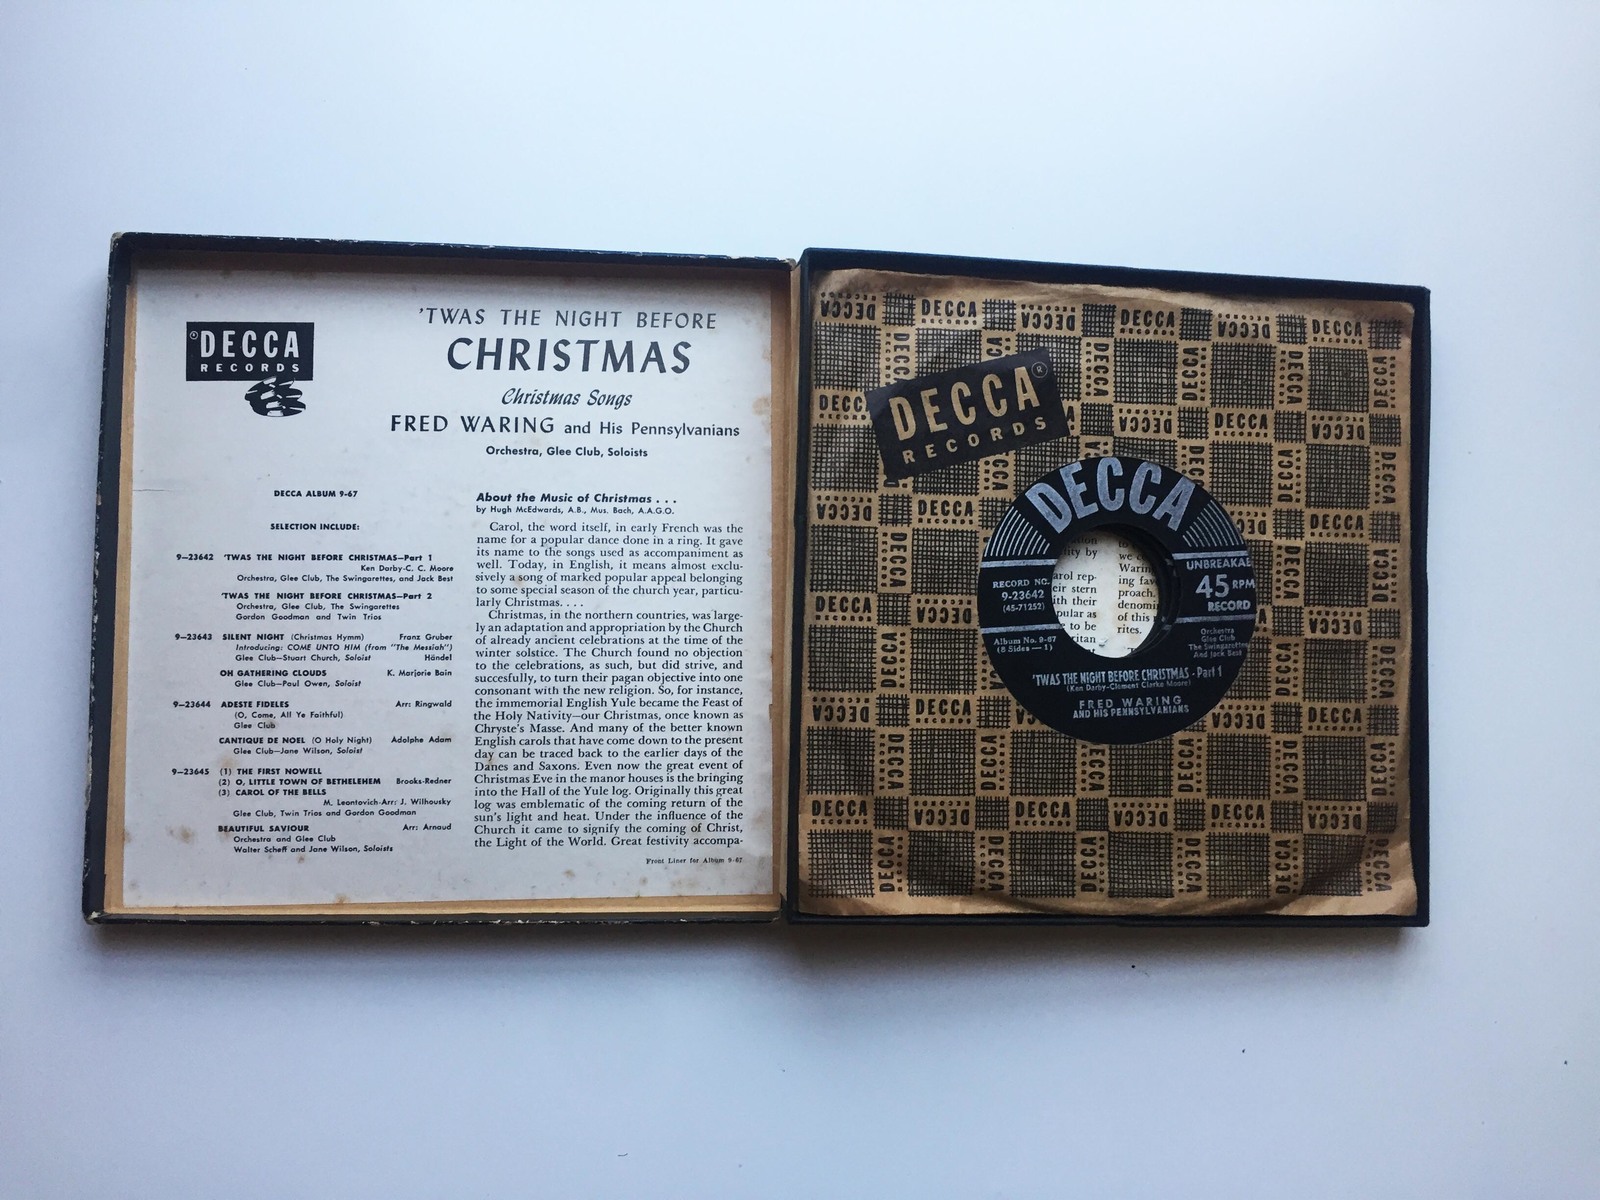 DECCA
RECORDS
'TWAS THE NIGHT BEFORE
CHRISTMAS
Christmas Songs
FRED WARING and His Pennsylvanians
Orchestra, Glee Club, Soloists
DECCA ALBUM 9-67
SELECTION INCLUDE:
9—23642 'TWAS THE NIGHT BEFORE CHRISTMAS—Part 1
Ken Darby-C. C. Moore
Orchestra, Glee Club, The Swingarettes, and Jack Best
'TWAS THE NIGHT BEFORE CHRISTMAS—Part 2
Orchestra, Glee Club, The Swingarettes
Gordon Goodman and Twin Trios
9—23643 SILENT NIGHT (Christmas Hymm) Franz Gruber
Introducing: COME UNTO HIM (from "The Messiah")
Glee Club—Stuart Church, Soloist Händel
OH GATHERING CLOUDS K. Marjorie Bain
Glee Club—Paul Owen, Soloist
9—23644 ADESTE FIDELES Arr: Ringwald
(O, Come, All Ye Faithful)
Glee Club
CANTIQUE DE NOEL (O Holy Night) Adolphe Adam
Glee Club—Jane Wilson, Soloist
9—23645 (1) THE FIRST NOWELL
(2) O, LITTLE TOWN OF BETHELEHEM Brooks-Redner
(3) CAROL OF THE BELLS
M. Leontovich-Arr: J. Wilhousky
Glee Club, Twin Trios and Gordon Goodman
BEAUTIFUL SAVIOUR Arr: Arnaud
Orchestra and Glee Club
Walter Scheff and Jane Wilson, Soloists
About the Music of Christmas . . .
by Hugh McEdwards, A.B., Mus. Bach, A.A.G.O.
Carol, the word itself, in early French was the
name for a popular dance done in a ring. It gave
its name to the songs used as accompaniment as
well. Today, in English, it means almost exclu-
sively a song of marked popular appeal belonging
to some special season of the church year, particu-
larly Christmas. . . .
Christmas, in the northern countries, was large-
ly an adaptation and appropriation by the Church
of already ancient celebrations at the time of the
winter solstice. The Church found no objection
to the celebrations, as such, but did strive, and
succesfully, to turn their pagan objective into one
consonant with the new religion. So, for instance,
the immemorial English Yule became the Feast of
the Holy Nativity—our Christmas, once known as
Chryste's Masse. And many of the better known
English carols that have come down to the present
day can be traced back to the earlier days of the
Danes and Saxons. Even now the great event of
Christmas Eve in the manor houses is the bringing
into the Hall of the Yule log. Originally this great
log was emblematic of the coming return of the
sun's light and heat. Under the influence of the
Church it came to signify the coming of Christ,
the Light of the World. Great festivity accompa-
Front Liner for Album 9-67
DECCA
RECORDS
DECCA
RECORD NO.
9-23642
(45-71252)
UNBREAKABL
45 RPM
RECORD
Album No. 9-67
(8 Sides — 1)
Orchestra
Glee Club
The Swingarettes
And Jack Best
'TWAS THE NIGHT BEFORE CHRISTMAS - Part 1
(Ken Darby-Clement Clarke Moore)
FRED WARING
AND HIS PENNSYLVANIANS